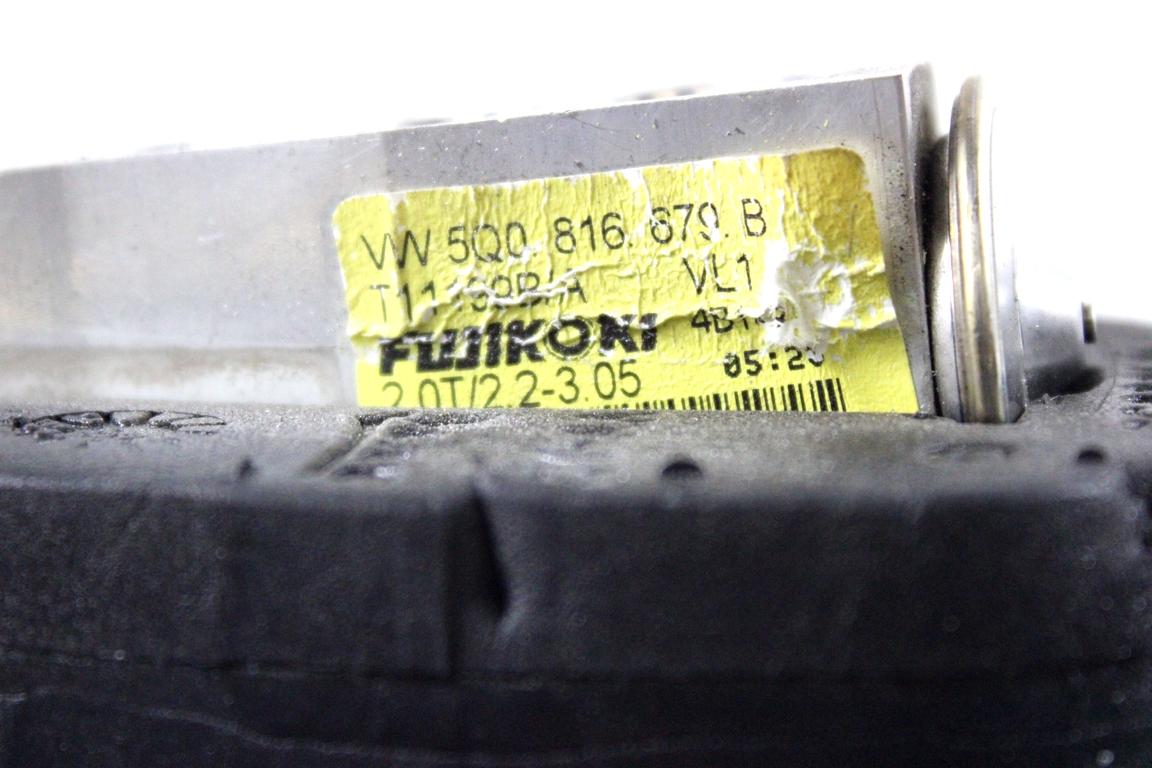 VW 5Q0. 816. 679. B
VL1
FUJIKOKI
2.0T/2.2-3.05